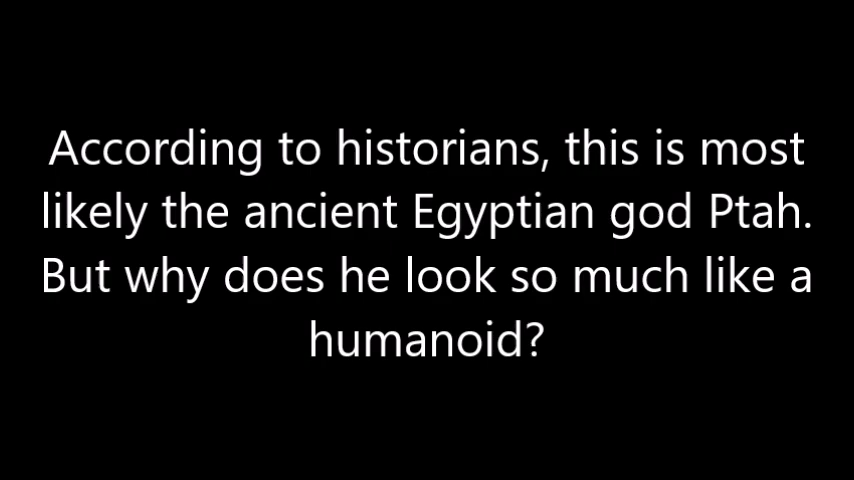 According to historians, this is most
likely the ancient Egyptian god Ptah.
But why does he look so much like a
humanoid?